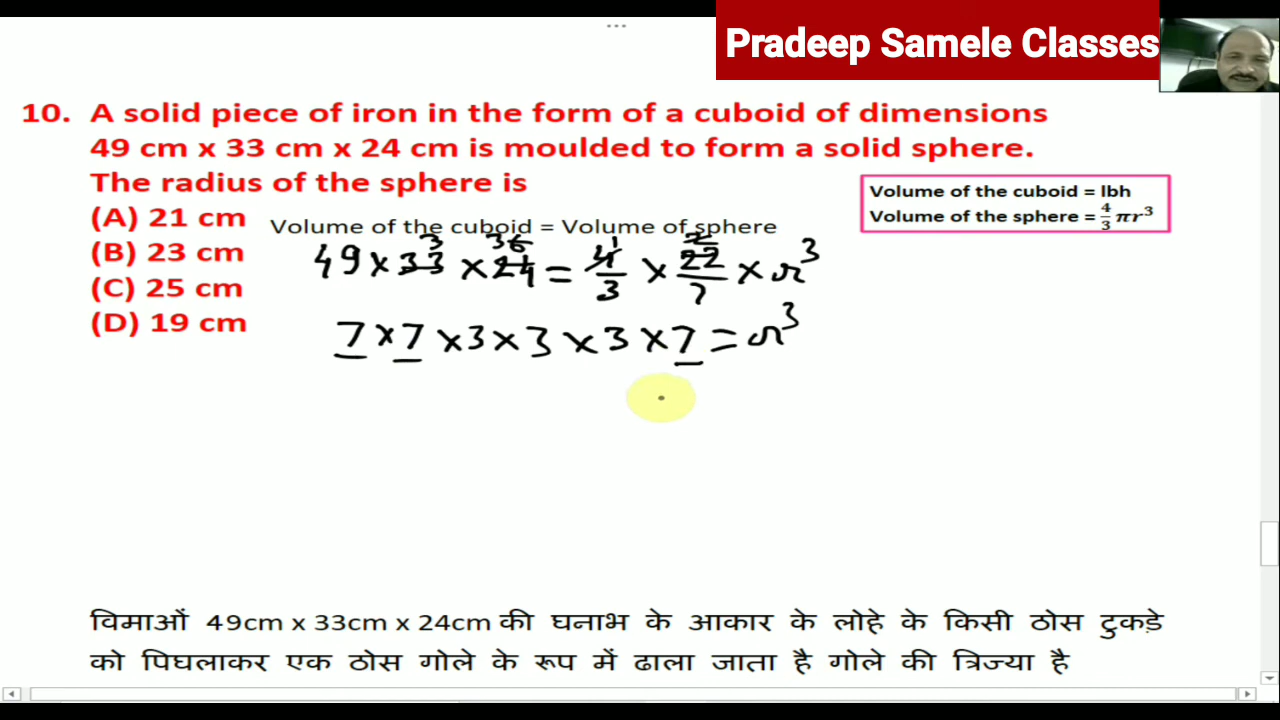 Pradeep Samele Classes
10. A solid piece of iron in the form of a cuboid of dimensions
49 cm x 33 cm x 24 cm is moulded to form a solid sphere.
The radius of the sphere is
Volume of the cuboid = lbh
Volume of the sphere = 4/3 πr³
(A) 21 cm
(B) 23 cm
(C) 25 cm
(D) 19 cm
Volume of the cuboid = Volume of sphere
3 36 1 2
49 × 33 × 24 = 4/3 × 22/7 × r³
7 × 7 × 3 × 3 × 3 × 7 = r³
विमाओं 49cm x 33cm x 24cm की घनाभ के आकार के लोहे के किसी ठोस टुकड़े
को पिघलाकर एक ठोस गोले के रूप में ढाला जाता है गोले की त्रिज्या है